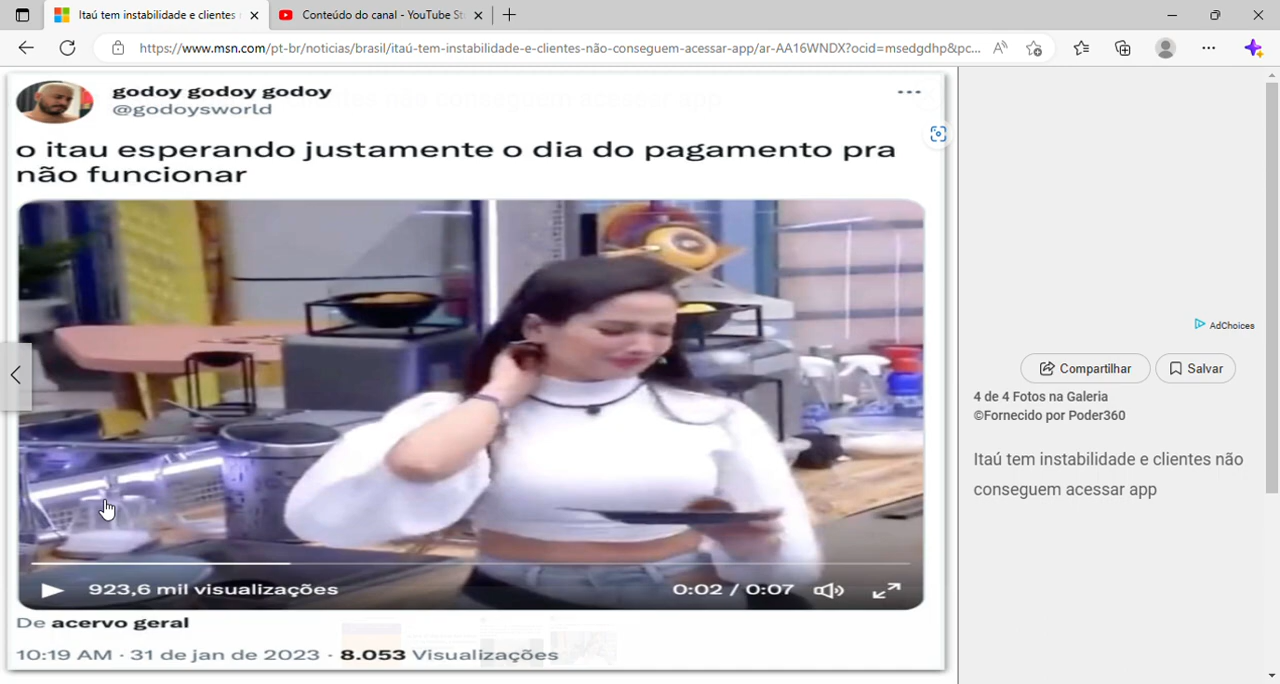 Itaú tem instabilidade e clientes
Conteúdo do canal - YouTube St
https://www.msn.com/pt-br/noticias/brasil/itaú-tem-instabilidade-e-clientes-não-conseguem-acessar-app/ar-AA16WNDX?ocid=msedgdhp&pc...
godoy godoy godoy
@godoysworld
o itau esperando justamente o dia do pagamento pra
não funcionar
923,6 mil visualizações
0:02 / 0:07
De acervo geral
10:19 AM · 31 de jan de 2023 · 8.053 Visualizações
AdChoices
Compartilhar
Salvar
4 de 4 Fotos na Galeria
©Fornecido por Poder360
Itaú tem instabilidade e clientes não
conseguem acessar app